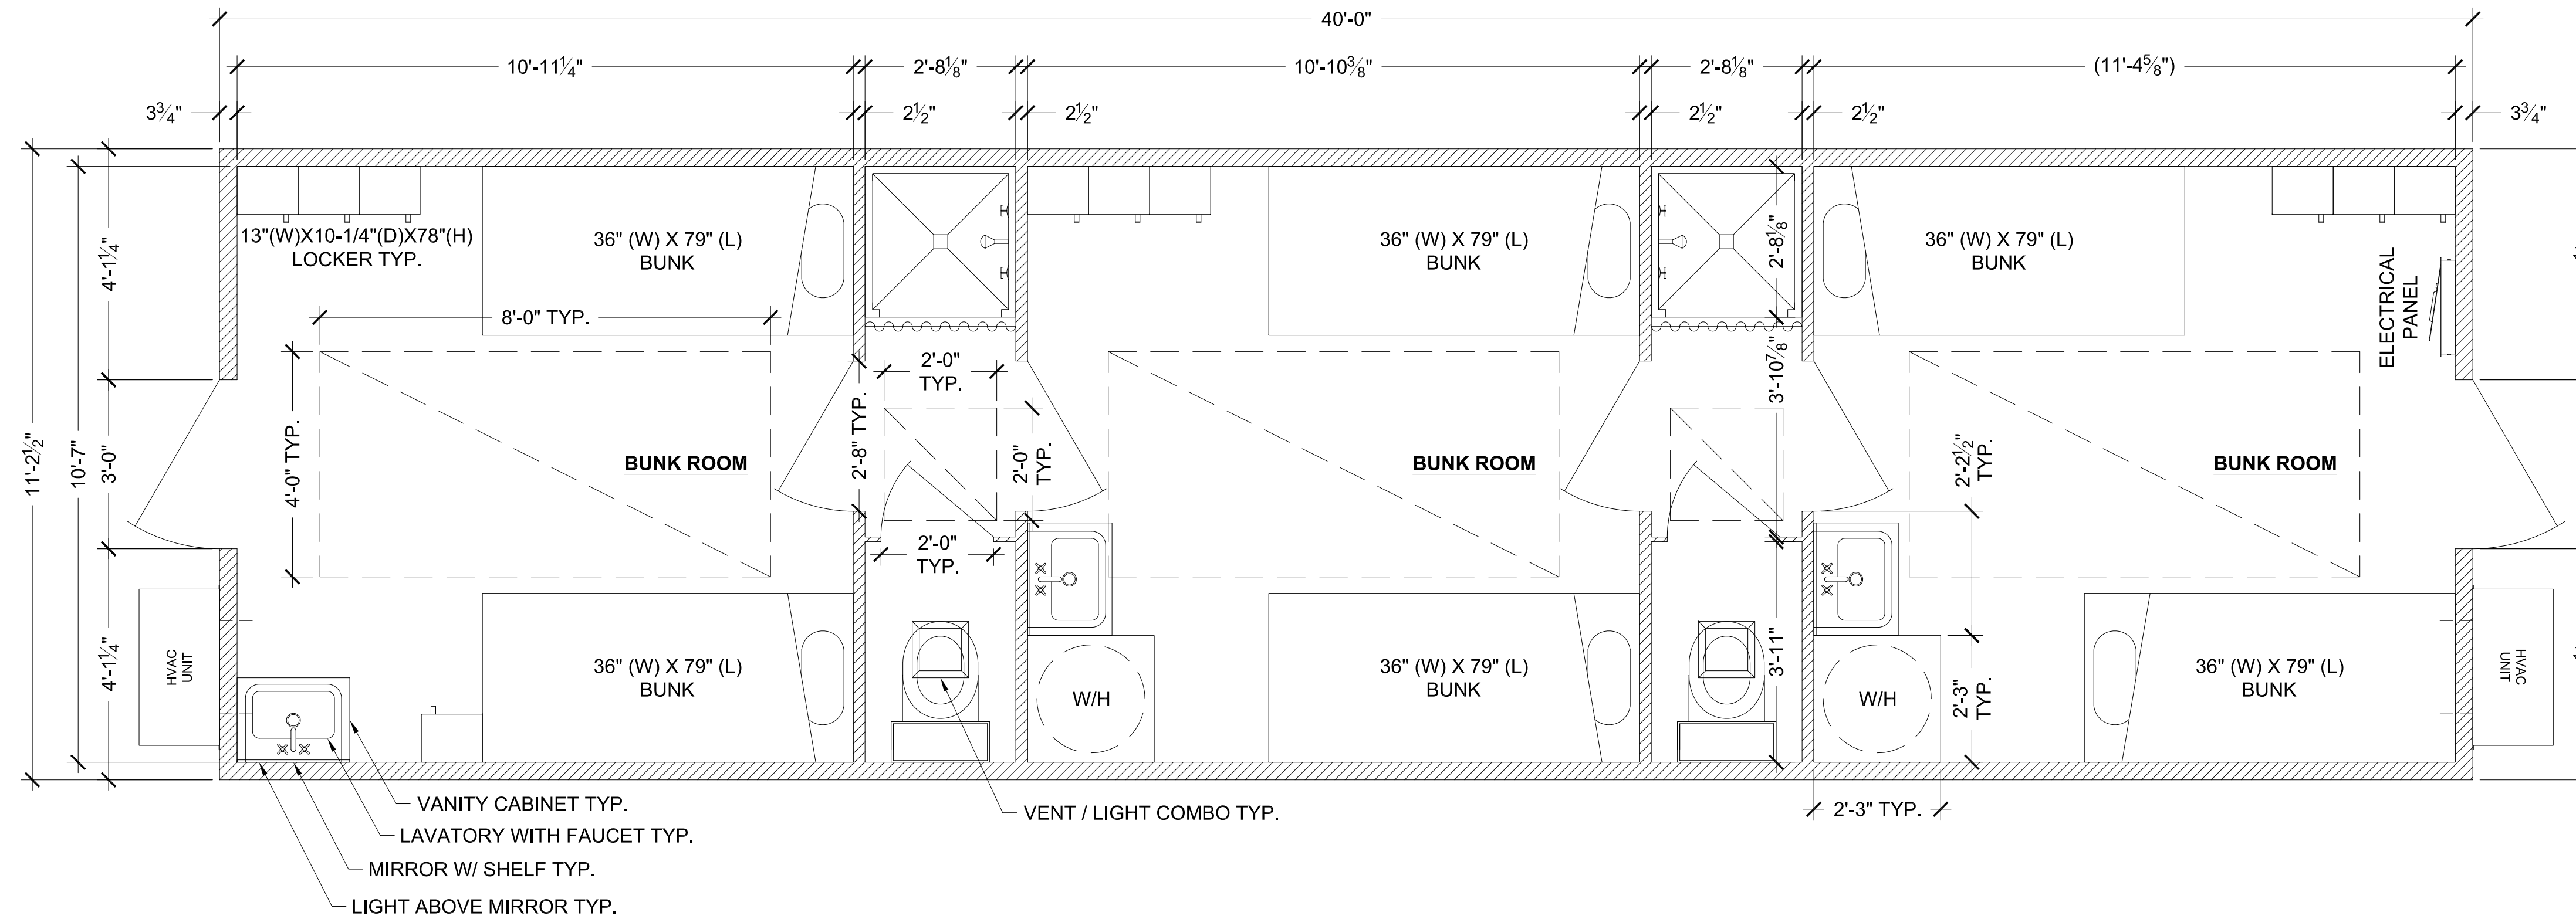 40'-0"
10'-11¼"
2'-8⅛"
10'-10⅜"
2'-8⅛"
(11'-4⅝")
3¾"
2½"
2½"
2½"
2½"
3¾"
13"(W)X10-1/4"(D)X78"(H)
LOCKER TYP.
36" (W) X 79" (L)
BUNK
36" (W) X 79" (L)
BUNK
2'-8⅛"
36" (W) X 79" (L)
BUNK
ELECTRICAL
PANEL
4'-1¼"
8'-0" TYP.
2'-0"
TYP.
3'-10⅞"
11'-2½"
10'-7"
3'-0"
4'-0" TYP.
BUNK ROOM
2'-8" TYP.
2'-0"
TYP.
BUNK ROOM
2'-2½"
TYP.
BUNK ROOM
2'-0"
TYP.
4'-1¼"
HVAC
UNIT
36" (W) X 79" (L)
BUNK
W/H
36" (W) X 79" (L)
BUNK
3'-11"
W/H
2'-3"
TYP.
36" (W) X 79" (L)
BUNK
HVAC
UNIT
VANITY CABINET TYP.
LAVATORY WITH FAUCET TYP.
MIRROR W/ SHELF TYP.
LIGHT ABOVE MIRROR TYP.
VENT / LIGHT COMBO TYP.
2'-3" TYP.